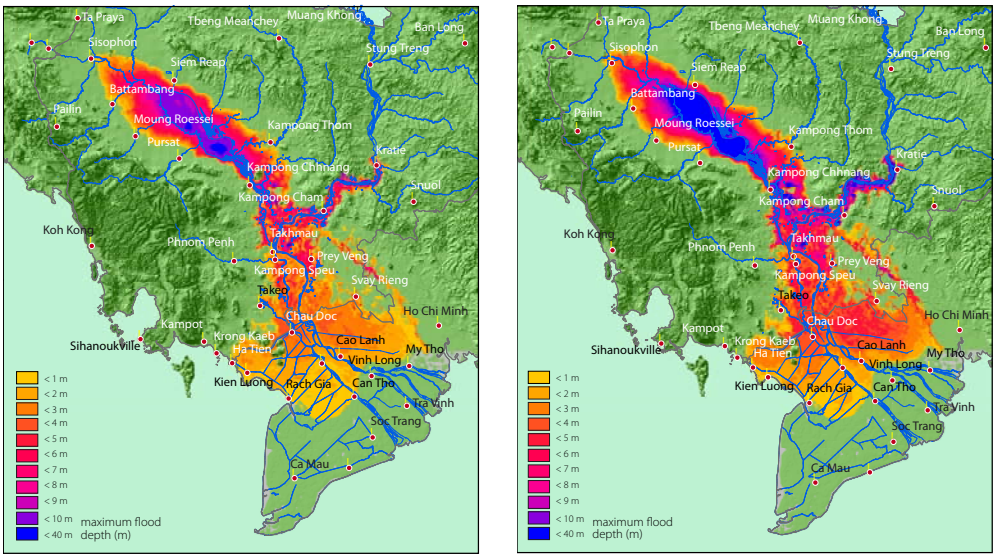 Ta Praya
Tbeng Meanchey
Muang Khong
Ban Long
Sisophon
Stung Treng
Siem Reap
Battambang
Pailin
Moung Roessei
Kampong Thom
Pursat
Kratie
Kampong Chhnang
Kampong Cham
Snuol
Koh Kong
Takhmau
Phnom Penh
Prey Veng
Kampong Speu
Svay Rieng
Takeo
Ho Chi Minh
Chau Doc
Kampot
Sihanoukville
Krong Kaeb
Cao Lanh
Ha Tien
My Tho
Vinh Long
Kien Luong
Rach Gia
Can Tho
Tra Vinh
Soc Trang
Ca Mau
< 1 m
< 2 m
< 3 m
< 4 m
< 5 m
< 6 m
< 7 m
< 8 m
< 9 m
< 10 m
< 40 m
maximum flood
depth (m)
Ta Praya
Tbeng Meanchey
Muang Khong
Ban Long
Sisophon
Stung Treng
Siem Reap
Battambang
Pailin
Moung Roessei
Kampong Thom
Pursat
Kratie
Kampong Chhnang
Kampong Cham
Snuol
Koh Kong
Takhmau
Phnom Penh
Prey Veng
Kampong Speu
Svay Rieng
Takeo
Ho Chi Minh
Chau Doc
Kampot
Sihanoukville
Krong Kaeb
Cao Lanh
Ha Tien
My Tho
Vinh Long
Kien Luong
Rach Gia
Can Tho
Tra Vinh
Soc Trang
Ca Mau
< 1 m
< 2 m
< 3 m
< 4 m
< 5 m
< 6 m
< 7 m
< 8 m
< 9 m
< 10 m
< 40 m
maximum flood
depth (m)